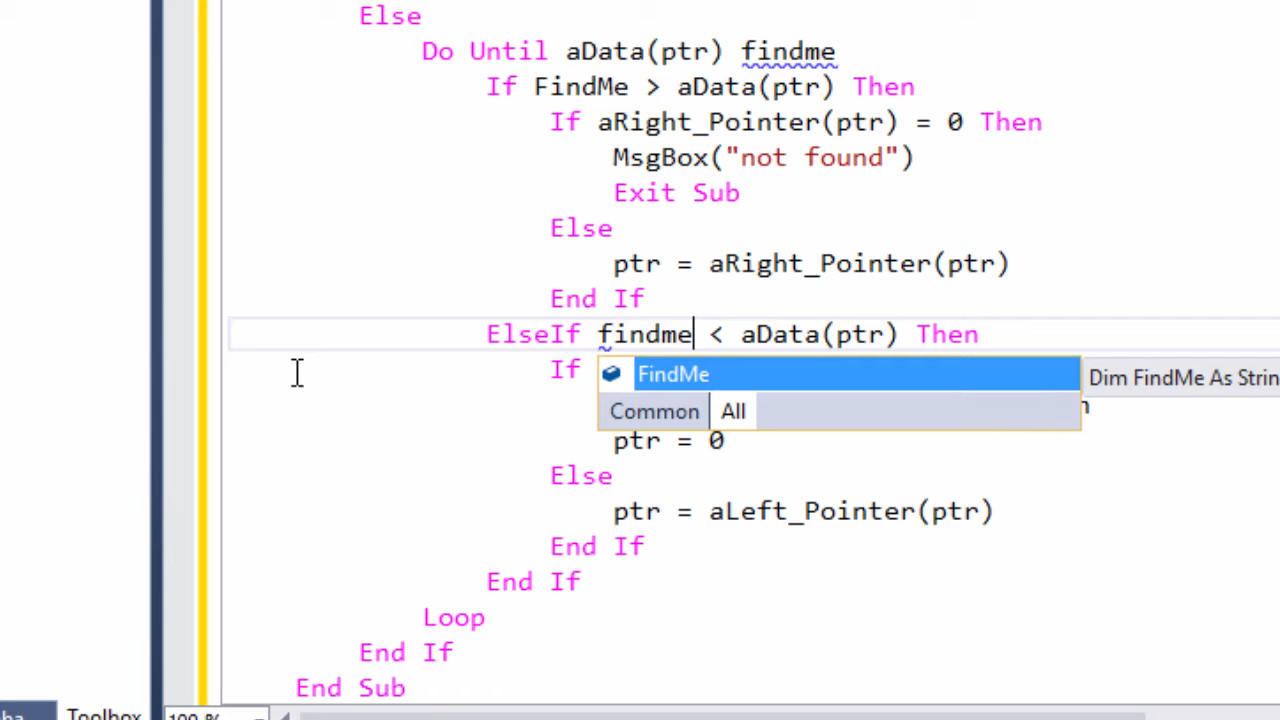 Else
Do Until aData(ptr) findme
If FindMe > aData(ptr) Then
If aRight_Pointer(ptr) = 0 Then
MsgBox("not found")
Exit Sub
Else
ptr = aRight_Pointer(ptr)
End If
ElseIf findme < aData(ptr) Then
If
FindMe
Dim FindMe As Strin
Common All
n
ptr = 0
Else
ptr = aLeft_Pointer(ptr)
End If
End If
Loop
End If
End Sub
Toolbox
100 %